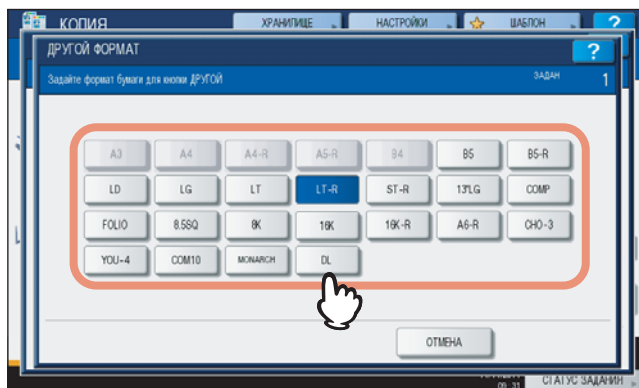 КОПИЯ ХРАНИЛИЩЕ НАСТРОЙКИ ШАБЛОН ?
ДРУГОЙ ФОРМАТ ?
Задайте формат бумаги для кнопки ДРУГОЙ ЗАДАН 1
A3 A4 A4-R A5-R B4 B5 B5-R
LD LG LT LT-R ST-R 13"LG COMP
FOLIO 8.5SQ 8K 16K 16K-R A6-R CHO-3
YOU-4 COM10 MONARCH DL
ОТМЕНА
СТАТУС ЗАДАНИЯ